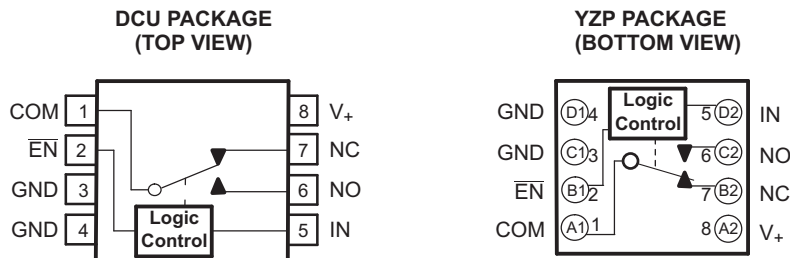 DCU PACKAGE
(TOP VIEW)
COM 1
EN 2
GND 3
GND 4
8 V+
7 NC
6 NO
5 IN
Logic
Control
YZP PACKAGE
(BOTTOM VIEW)
GND D1 4
GND C1 3
EN B1 2
COM A1 1
Logic
Control
5 D2 IN
6 C2 NO
7 B2 NC
8 A2 V+